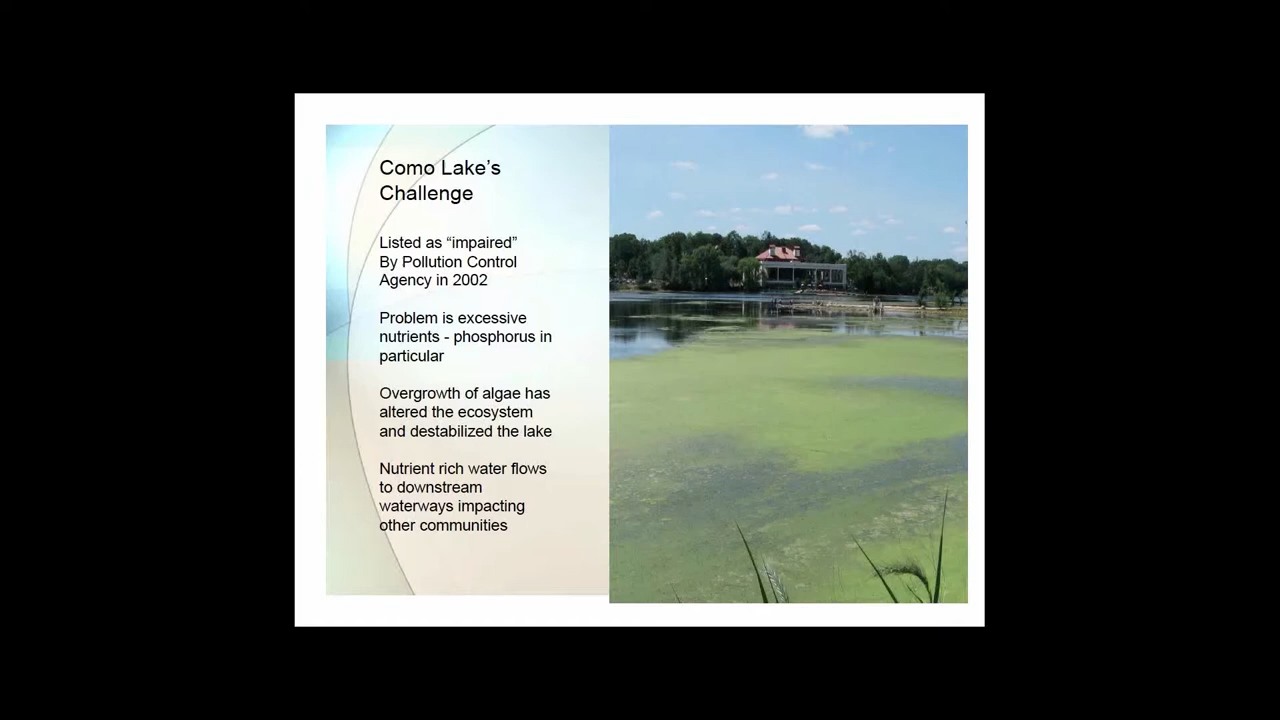 Como Lake’s
Challenge
Listed as “impaired”
By Pollution Control
Agency in 2002
Problem is excessive
nutrients - phosphorus in
particular
Overgrowth of algae has
altered the ecosystem
and destabilized the lake
Nutrient rich water flows
to downstream
waterways impacting
other communities